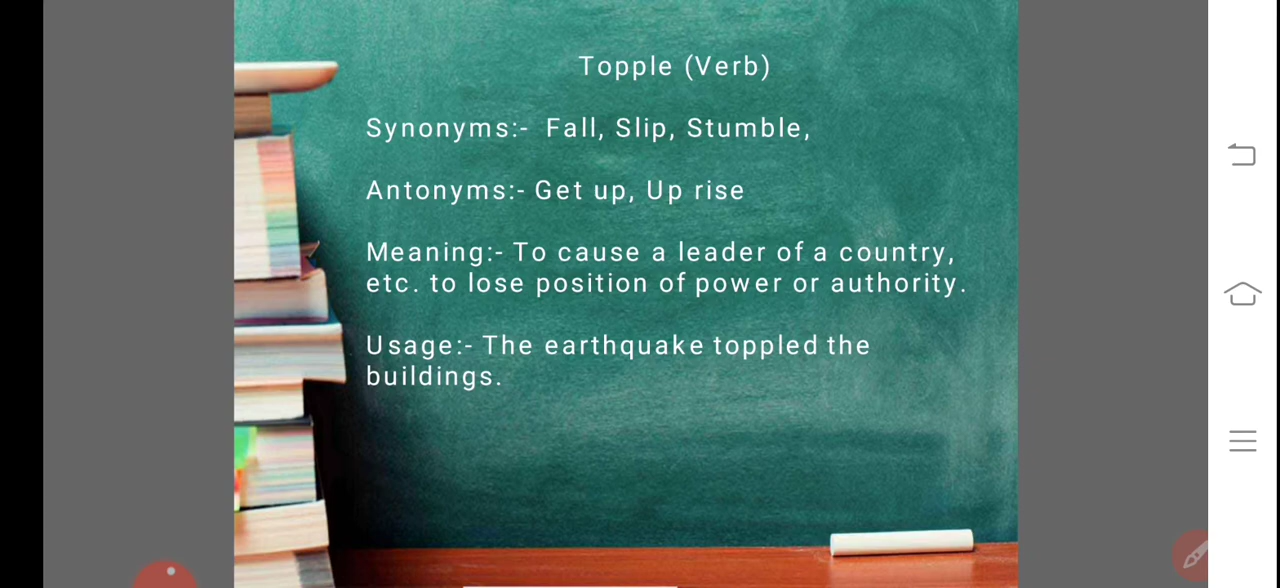 Topple (Verb)
Synonyms:- Fall, Slip, Stumble,
Antonyms:- Get up, Up rise
Meaning:- To cause a leader of a country,
etc. to lose position of power or authority.
Usage:- The earthquake toppled the
buildings.